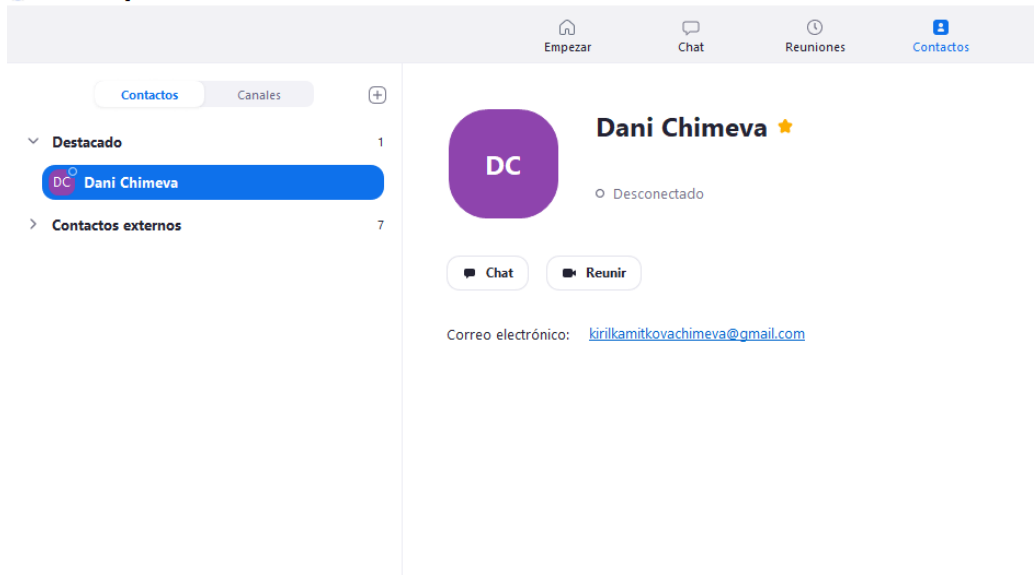 Empezar
Chat
Reuniones
Contactos
Contactos
Canales
Destacado 1
DC Dani Chimeva
Contactos externos 7
DC
Dani Chimeva
Desconectado
Chat
Reunir
Correo electrónico: kirilkamitkovachimeva@gmail.com